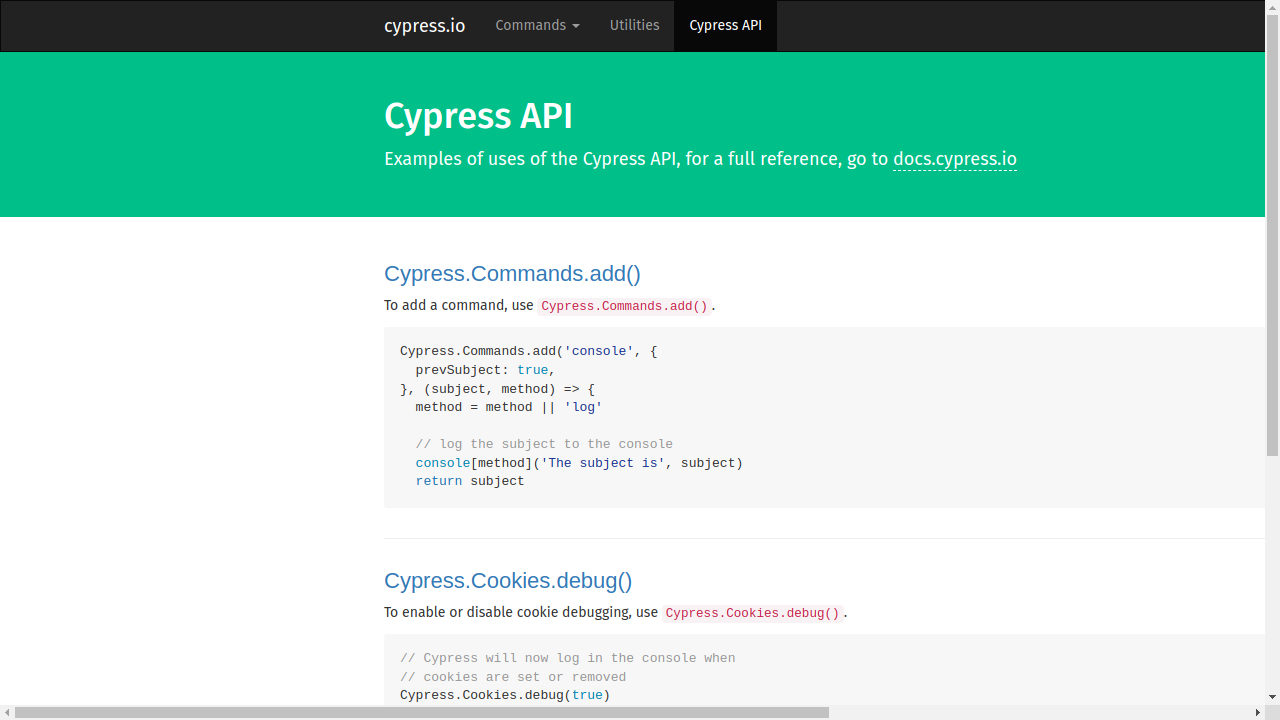 cypress.io Commands Utilities Cypress API
Cypress API
Examples of uses of the Cypress API, for a full reference, go to docs.cypress.io
Cypress.Commands.add()
To add a command, use Cypress.Commands.add().
Cypress.Commands.add('console', {
  prevSubject: true,
}, (subject, method) => {
  method = method || 'log'
  // log the subject to the console
  console[method]('The subject is', subject)
  return subject
Cypress.Cookies.debug()
To enable or disable cookie debugging, use Cypress.Cookies.debug().
// Cypress will now log in the console when
// cookies are set or removed
Cypress.Cookies.debug(true)